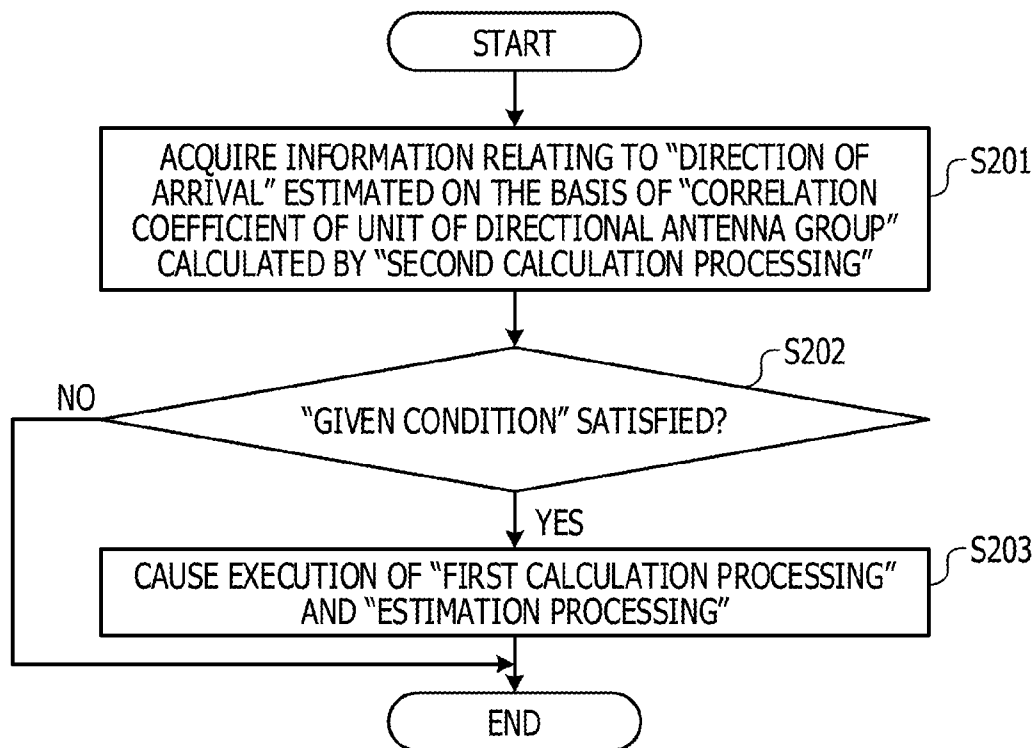 START
ACQUIRE INFORMATION RELATING TO “DIRECTION OF
ARRIVAL” ESTIMATED ON THE BASIS OF “CORRELATION
COEFFICIENT OF UNIT OF DIRECTIONAL ANTENNA GROUP”
CALCULATED BY “SECOND CALCULATION PROCESSING”
S201
S202
NO
“GIVEN CONDITION” SATISFIED?
YES
S203
CAUSE EXECUTION OF “FIRST CALCULATION PROCESSING”
AND “ESTIMATION PROCESSING”
END